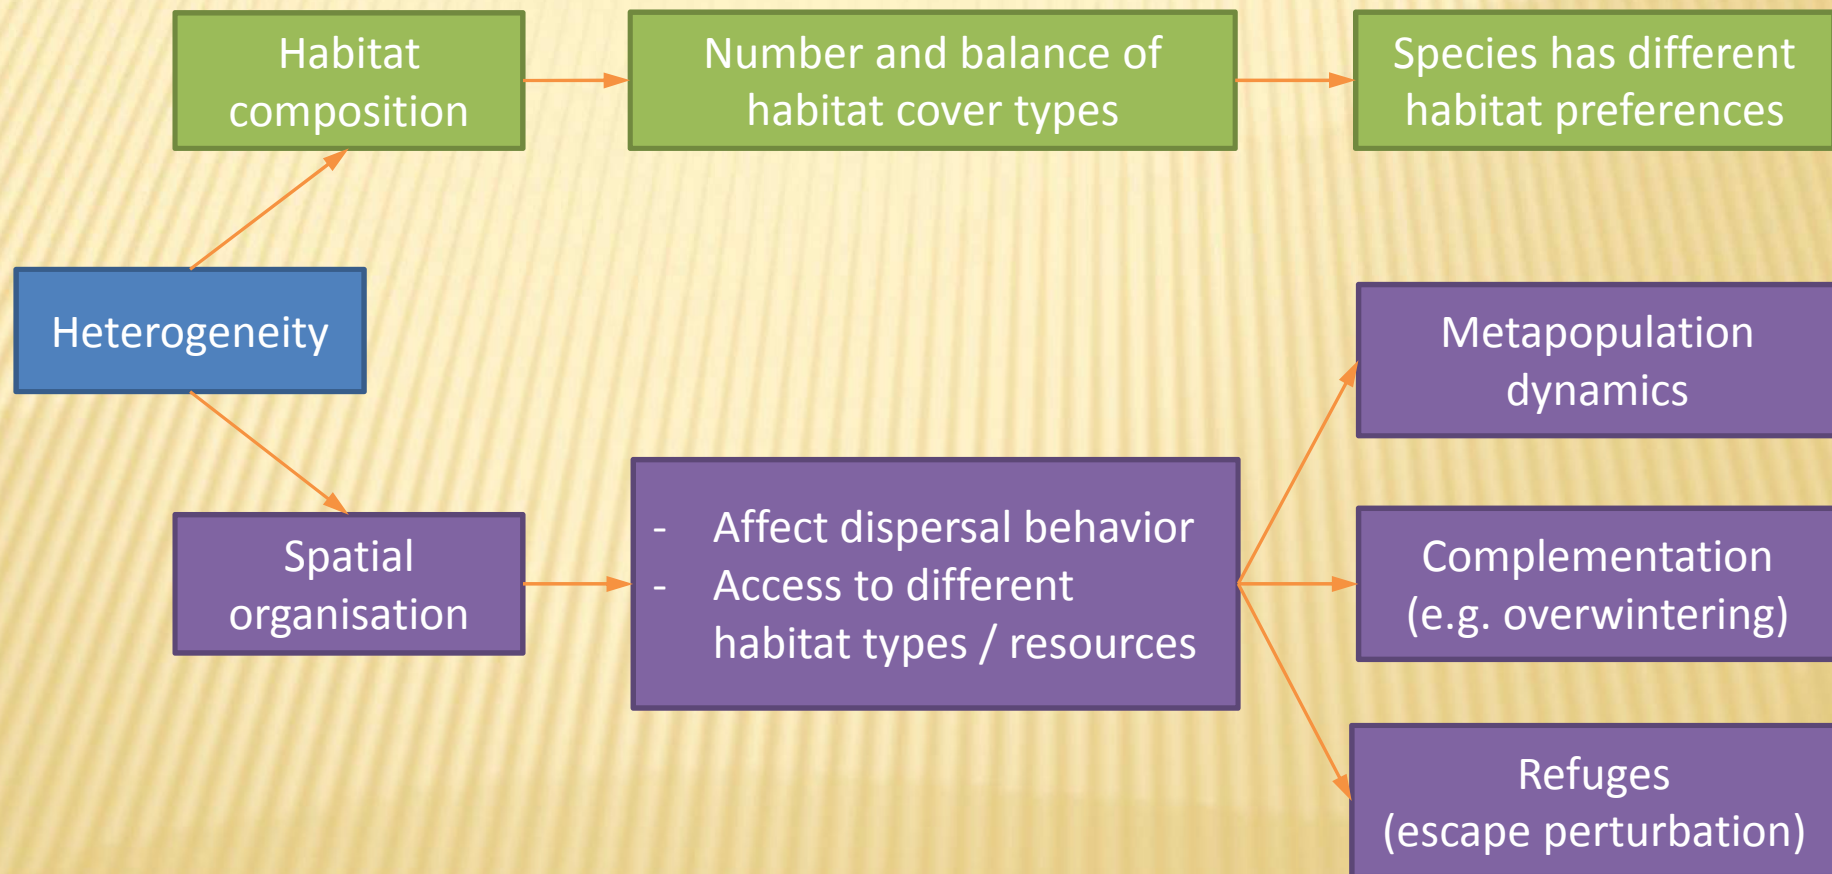 Habitat
composition
Number and balance of
habitat cover types
Species has different
habitat preferences
Heterogeneity
Spatial
organisation
- Affect dispersal behavior
- Access to different
habitat types / resources
Metapopulation
dynamics
Complementation
(e.g. overwintering)
Refuges
(escape perturbation)